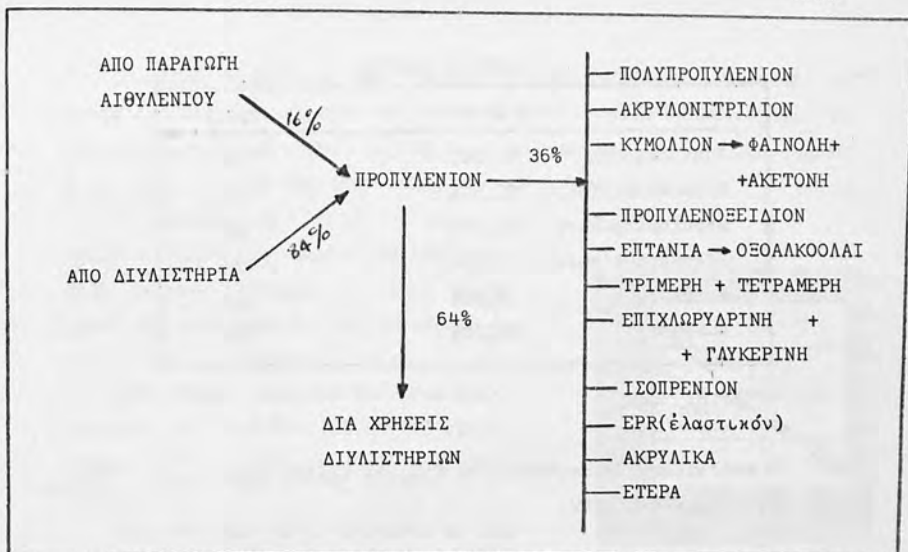 ΑΠΟ ΠΑΡΑΓΩΓΗ
ΑΙΘΥΛΕΝΙΟΥ
16%
ΠΡΟΠΥΛΕΝΙΟΝ
36%
84%
ΑΠΟ ΔΙΥΛΙΣΤΗΡΙΑ
64%
ΔΙΑ ΧΡΗΣΕΙΣ
ΔΙΥΛΙΣΤΗΡΙΩΝ
ΠΟΛΥΠΡΟΠΥΛΕΝΙΟΝ
ΑΚΡΥΛΟΝΙΤΡΙΛΙΟΝ
ΚΥΜΟΛΙΟΝ → ΦΑΙΝΟΛΗ+
+ΑΚΕΤΟΝΗ
ΠΡΟΠΥΛΕΝΟΞΕΙΔΙΟΝ
ΕΠΤΑΝΙΑ → ΟΞΟΑΛΚΟΟΛΑΙ
ΤΡΙΜΕΡΗ + ΤΕΤΡΑΜΕΡΗ
ΕΠΙΧΛΩΡΥΔΡΙΝΗ +
+ ΓΛΥΚΕΡΙΝΗ
ΙΣΟΠΡΕΝΙΟΝ
EPR(ἐλαστικόν)
ΑΚΡΥΛΙΚΑ
ΕΤΕΡΑ